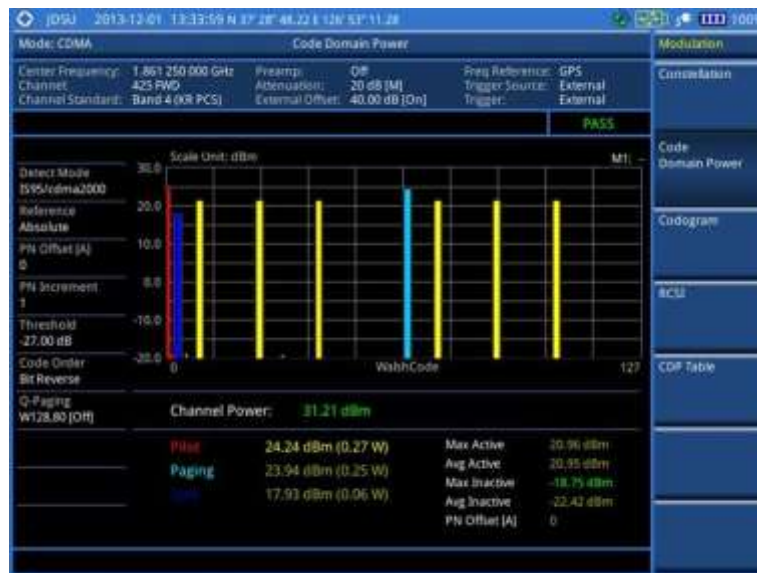 JDSU 2013-12-01 13:33:59 N 37° 28' 48.22 E 126° 53' 11.28
Mode: CDMA
Code Domain Power
Center Frequency: 1.861 250 000 GHz
Channel: 425 FWD
Channel Standard: Band 4 (KR PCS)
Preamp: Off
Attenuation: 20 dB [M]
External Offset: 40.00 dB [On]
Freq Reference: GPS
Trigger Source: External
Trigger: External
PASS
Scale Unit: dBm
M1: --
30.0
20.0
10.0
0.0
-10.0
-20.0
0
WalshCode
127
Detect Mode
IS95/cdma2000
Reference
Absolute
PN Offset [A]
0
PN Increment
1
Threshold
-27.00 dB
Code Order
Bit Reverse
Q-Paging
W128.80 [Off]
Channel Power: 31.21 dBm
Pilot 24.24 dBm (0.27 W)
Paging 23.94 dBm (0.25 W)
Sync 17.93 dBm (0.06 W)
Max Active 20.96 dBm
Avg Active 20.95 dBm
Max Inactive -18.75 dBm
Avg Inactive -22.42 dBm
PN Offset [A] 0
Modulation
Constellation
Code
Domain Power
Codogram
RCSI
CDP Table